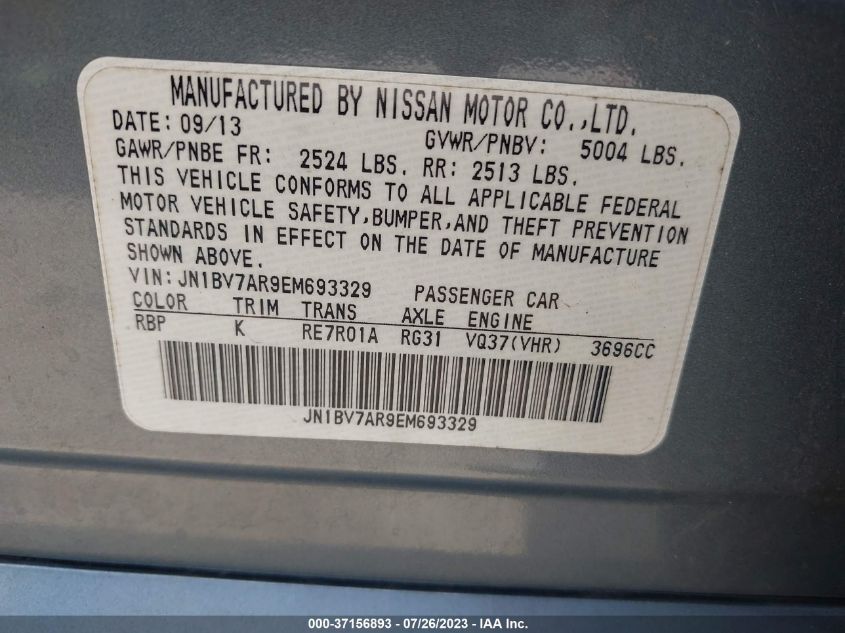 MANUFACTURED BY NISSAN MOTOR CO.,LTD.
DATE: 09/13 GVWR/PNBV: 5004 LBS.
GAWR/PNBE FR: 2524 LBS. RR: 2513 LBS.
THIS VEHICLE CONFORMS TO ALL APPLICABLE FEDERAL
MOTOR VEHICLE SAFETY,BUMPER,AND THEFT PREVENTION
STANDARDS IN EFFECT ON THE DATE OF MANUFACTURE
SHOWN ABOVE.
VIN:JN1BV7AR9EM693329 PASSENGER CAR
COLOR TRIM TRANS AXLE ENGINE
RBP K RE7R01A RG31 VQ37(VHR) 3696CC
JN1BV7AR9EM693329
000-37156893 - 07/26/2023 - IAA Inc.